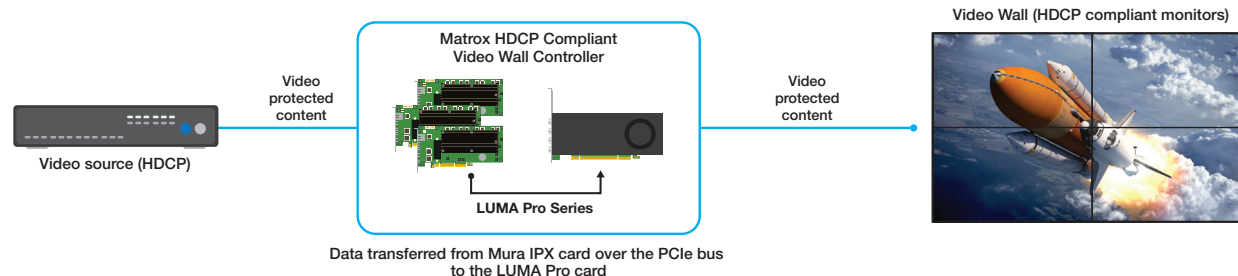 Video source (HDCP)
Video
protected
content
Matrox HDCP Compliant
Video Wall Controller
LUMA Pro Series
Data transferred from Mura IPX card over the PCIe bus
to the LUMA Pro card
Video
protected
content
Video Wall (HDCP compliant monitors)